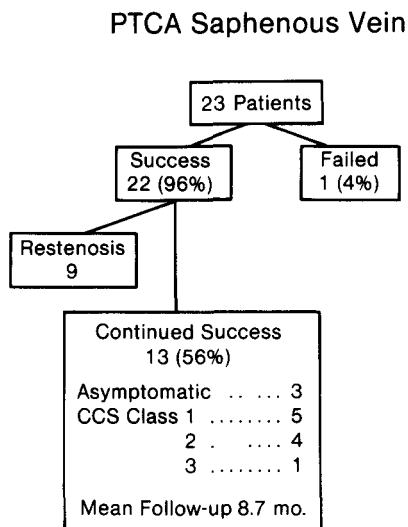 PTCA Saphenous Vein
23 Patients
Success
22 (96%)
Failed
1 (4%)
Restenosis
9
Continued Success
13 (56%)
Asymptomatic .. ... 3
CCS Class 1 ........ 5
2 . .... 4
3 ........ 1
Mean Follow-up 8.7 mo.